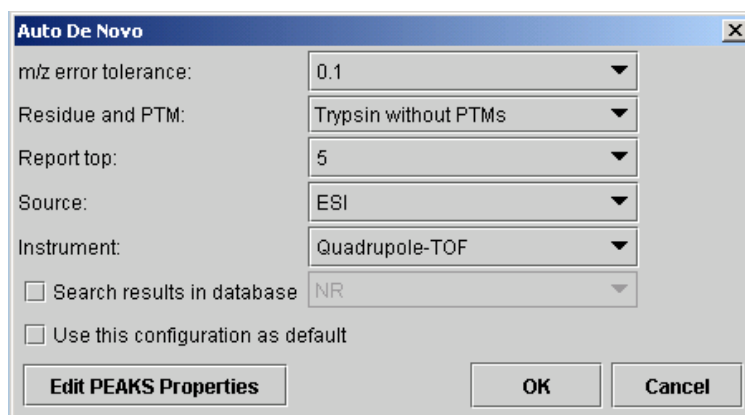 Auto De Novo
m/z error tolerance: 0.1
Residue and PTM: Trypsin without PTMs
Report top: 5
Source: ESI
Instrument: Quadrupole-TOF
Search results in database NR
Use this configuration as default
Edit PEAKS Properties OK Cancel